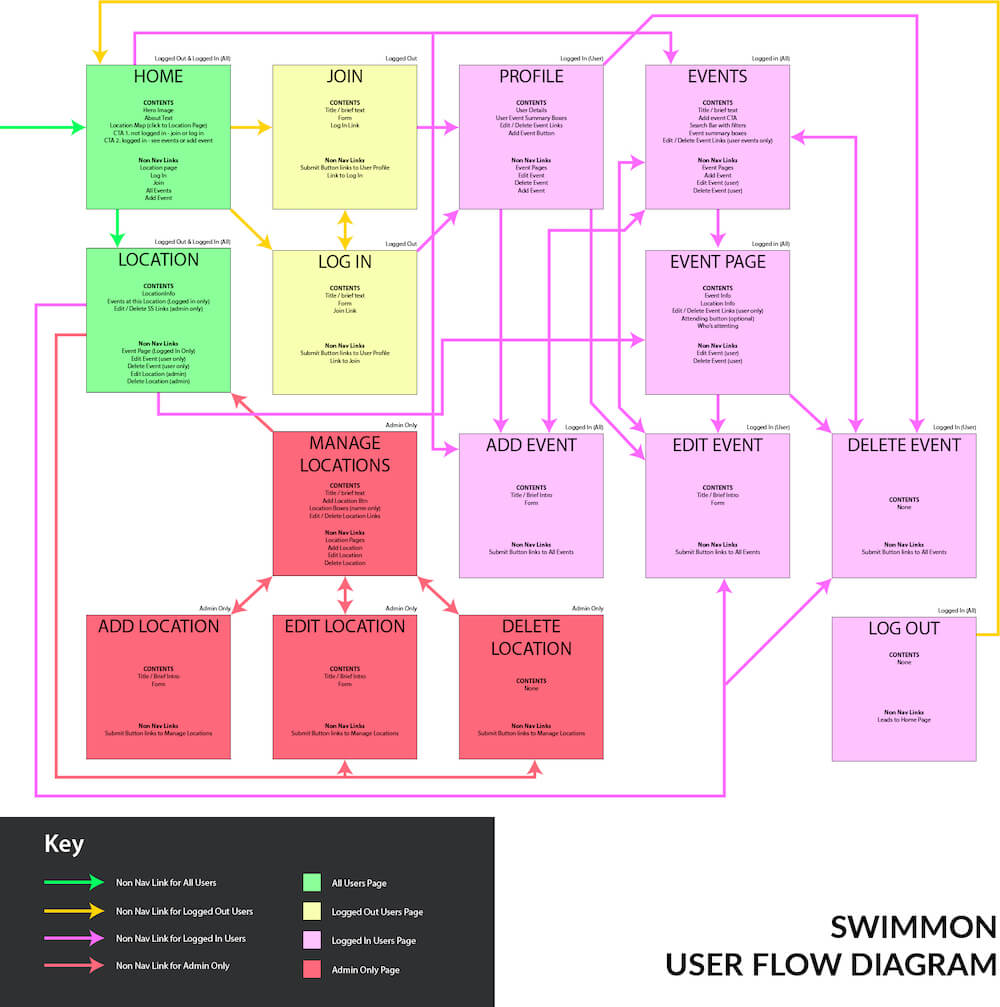 Logged Out & Logged In (All)
HOME
CONTENTS
Hero Image
About Text
Location Map (click to Location Page)
CTA 1. not logged in - join or log in
CTA 2. logged in - see events or add event
Non Nav Links
Location page
Log In
Join
All Events
Add Event
Logged Out
JOIN
CONTENTS
Title / brief text
Form
Log In Link
Non Nav Links
Submit Button links to User Profile
Link to Log In
Logged In (User)
PROFILE
CONTENTS
User Details
User Event Summary Boxes
Edit / Delete Event Links
Add Event Button
Non Nav Links
Event Pages
Edit Event
Delete Event
Add Event
Logged in (All)
EVENTS
CONTENTS
Title / brief text
Add event CTA
Search Bar with filters
Event summary boxes
Edit / Delete Event Links (user events only)
Non Nav Links
Event Pages
Add Event
Edit Event (user)
Delete Event (user)
Logged Out & Logged In (All)
LOCATION
CONTENTS
LocationInfo
Events at this Location (Logged in only)
Edit / Delete SS Links (admin only)
Non Nav Links
Event Page (Logged In Only)
Edit Event (user only)
Delete Event (user only)
Edit Location (admin)
Delete Location (admin)
Logged Out
LOG IN
CONTENTS
Title / brief text
Form
Join Link
Non Nav Links
Submit Button links to User Profile
Link to Join
Logged in (All)
EVENT PAGE
CONTENTS
Event Info
Location Info
Edit / Delete Event Links (user only)
Attending button (optional)
Who's attenting
Non Nav Links
Edit Event (user)
Delete Event (user)
Admin Only
MANAGE
LOCATIONS
CONTENTS
Title / brief text
Add Location Btn
Location Boxes (name only)
Edit / Delete Location Links
Non Nav Links
Location Pages
Add Location
Edit Location
Delete Location
Logged In (All)
ADD EVENT
CONTENTS
Title / Brief Intro
Form
Non Nav Links
Submit Button links to All Events
Logged In (User)
EDIT EVENT
CONTENTS
Title / Brief Intro
Form
Non Nav Links
Submit Button links to All Events
Logged In (User)
DELETE EVENT
CONTENTS
None
Non Nav Links
Submit Button links to All Events
Admin Only
ADD LOCATION
CONTENTS
Title / Brief Intro
Form
Non Nav Links
Submit Button links to Manage Locations
Admin Only
EDIT LOCATION
CONTENTS
Title / Brief Intro
Form
Non Nav Links
Submit Button links to Manage Locations
Admin Only
DELETE
LOCATION
CONTENTS
None
Non Nav Links
Submit Button links to Manage Locations
Logged In (All)
LOG OUT
CONTENTS
None
Non Nav Links
Leads to Home Page
Key
Non Nav Link for All Users
Non Nav Link for Logged Out Users
Non Nav Link for Logged In Users
Non Nav Link for Admin Only
All Users Page
Logged Out Users Page
Logged In Users Page
Admin Only Page
SWIMMON
USER FLOW DIAGRAM